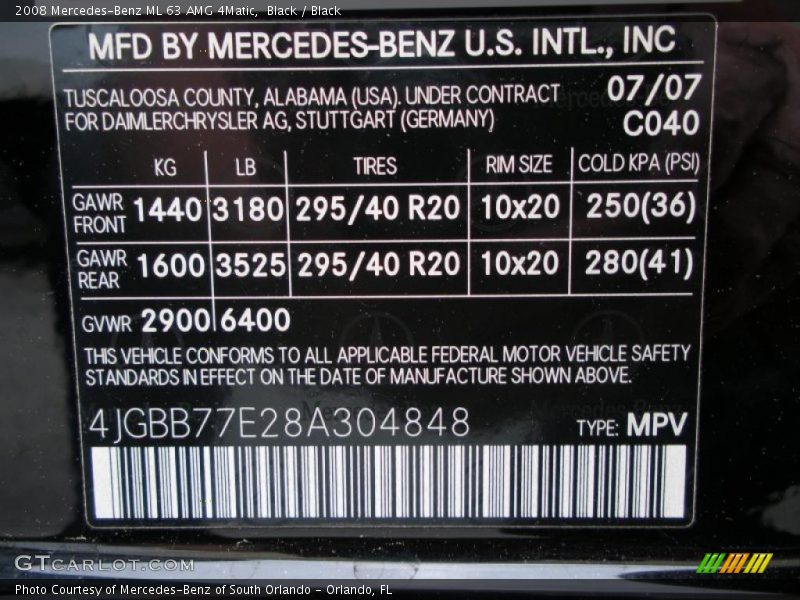 2008 Mercedes-Benz ML 63 AMG 4Matic, Black / Black
MFD BY MERCEDES-BENZ U.S. INTL., INC
TUSCALOOSA COUNTY, ALABAMA (USA). UNDER CONTRACT 07/07
FOR DAIMLERCHRYSLER AG, STUTTGART (GERMANY) C040
KG LB TIRES RIM SIZE COLD KPA (PSI)
GAWR FRONT 1440 3180 295/40 R20 10x20 250(36)
GAWR REAR 1600 3525 295/40 R20 10x20 280(41)
GVWR 2900 6400
THIS VEHICLE CONFORMS TO ALL APPLICABLE FEDERAL MOTOR VEHICLE SAFETY
STANDARDS IN EFFECT ON THE DATE OF MANUFACTURE SHOWN ABOVE.
4JGBB77E28A304848 TYPE: MPV
GTcarlot.com
Photo Courtesy of Mercedes-Benz of South Orlando - Orlando, FL